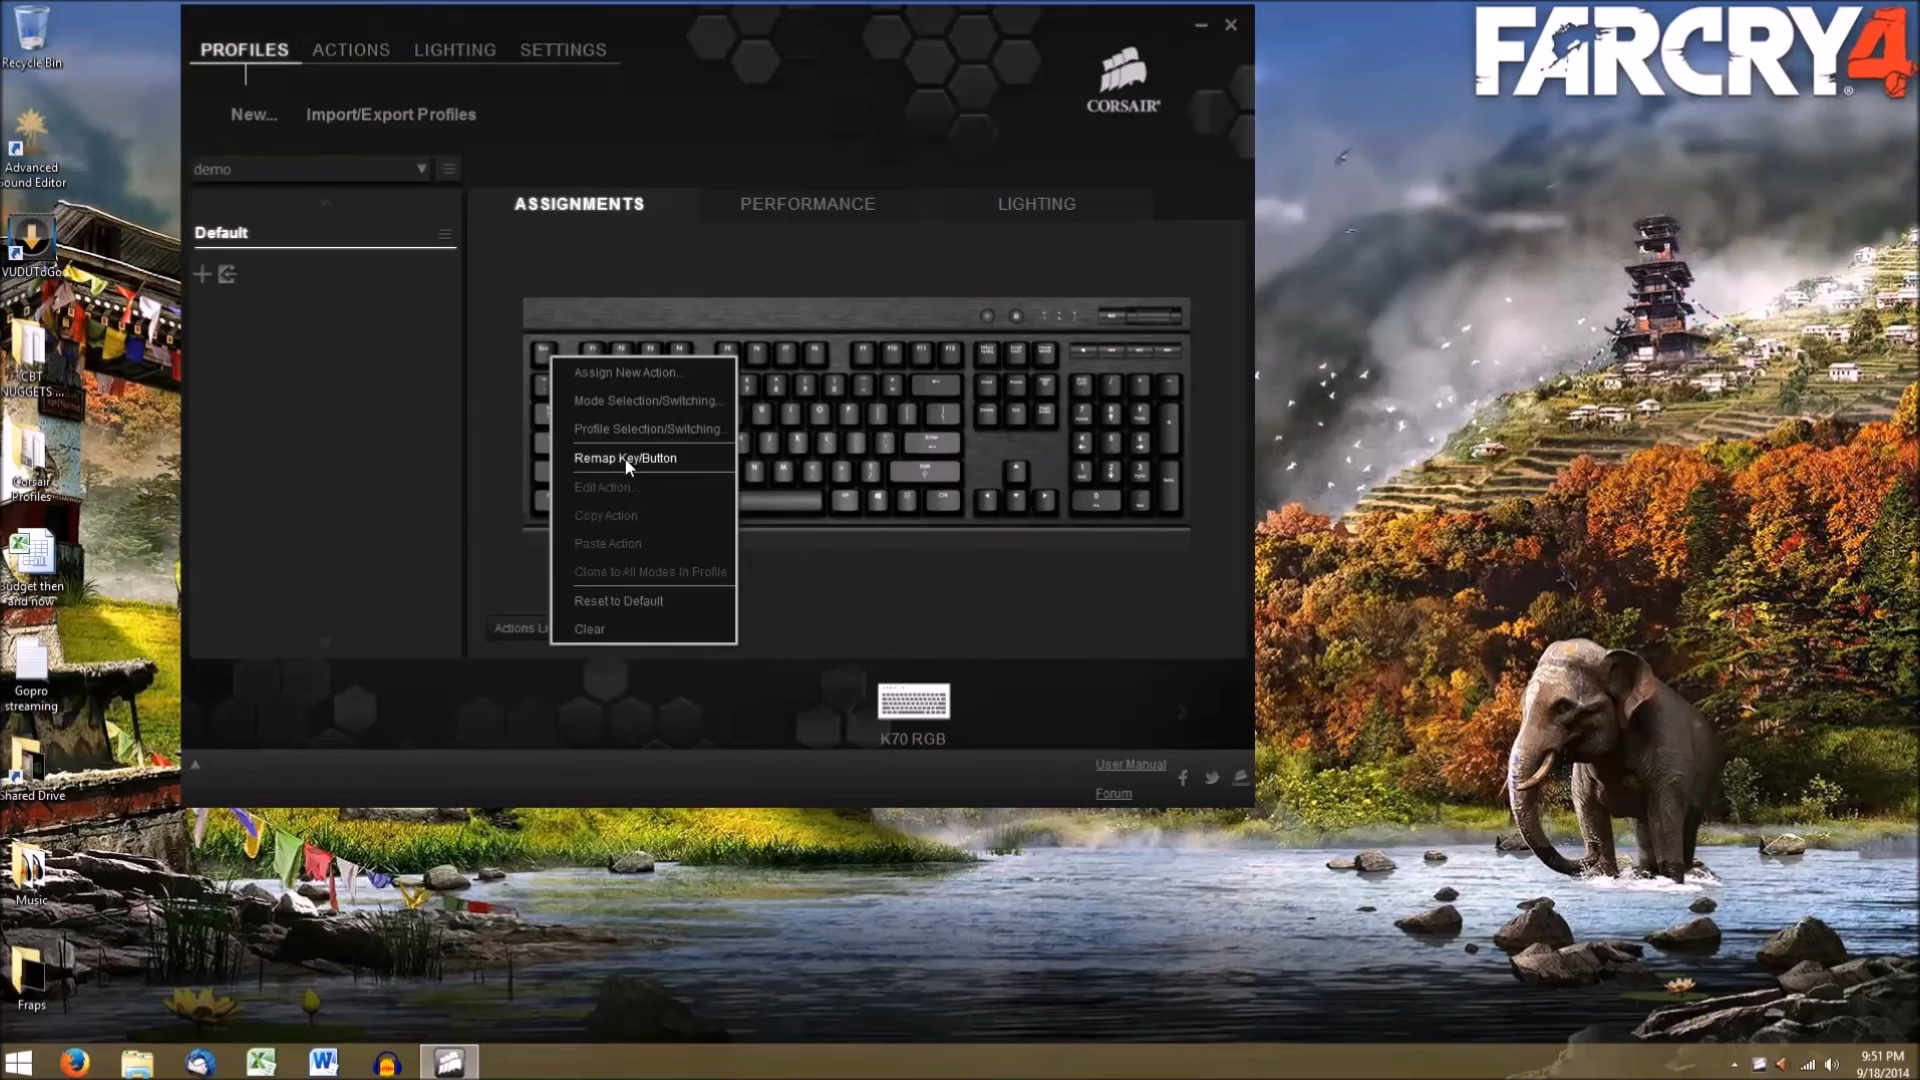 Recycle Bin
Advanced
Sound Editor
VUDUToGo
CBT
NUGGETS ...
Corsair
Profiles
Budget then
and now
Gopro
streaming
Shared Drive
Music
Fraps
PROFILES
ACTIONS
LIGHTING
SETTINGS
New...
Import/Export Profiles
CORSAIR
demo
Default
ASSIGNMENTS
PERFORMANCE
LIGHTING
Assign New Action...
Mode Selection/Switching...
Profile Selection/Switching...
Remap Key/Button
Edit Action...
Copy Action
Paste Action
Clone to All Modes In Profile
Reset to Default
Clear
Actions Li
K70 RGB
User Manual
Forum
FARCRY4
9:51 PM
9/18/2014